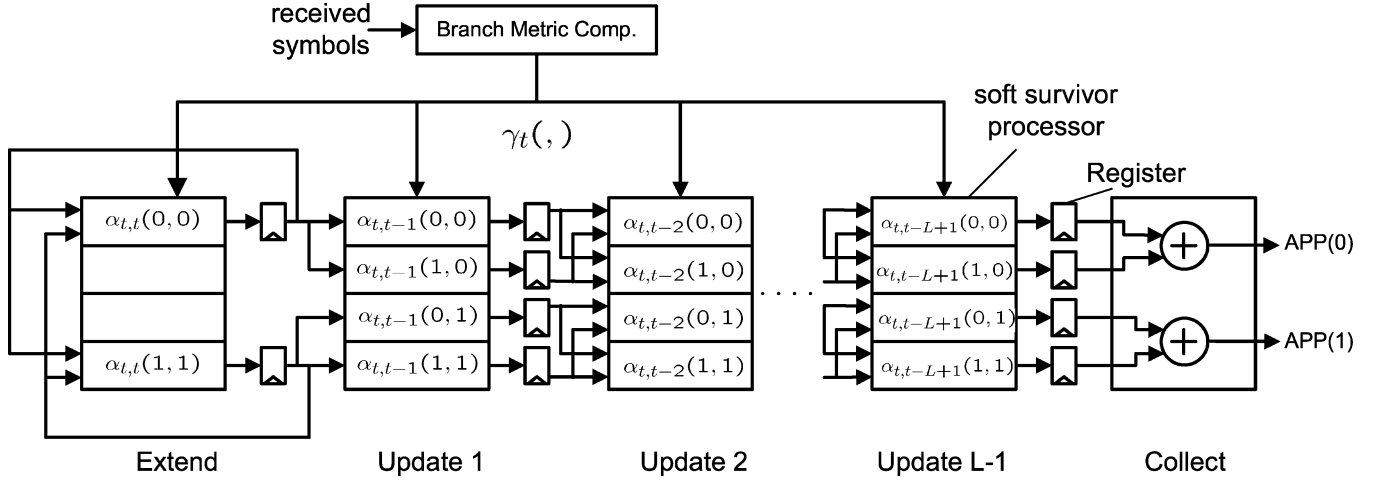 received
symbols
Branch Metric Comp.
soft survivor
processor
γt(,)
Register
αt,t(0,0)
αt,t−1(0,0)
αt,t−2(0,0)
αt,t−L+1(0,0)
APP(0)
αt,t−1(1,0)
αt,t−2(1,0)
αt,t−L+1(1,0)
. . . . .
αt,t−1(0,1)
αt,t−2(0,1)
αt,t−L+1(0,1)
APP(1)
αt,t(1,1)
αt,t−1(1,1)
αt,t−2(1,1)
αt,t−L+1(1,1)
Extend
Update 1
Update 2
Update L-1
Collect